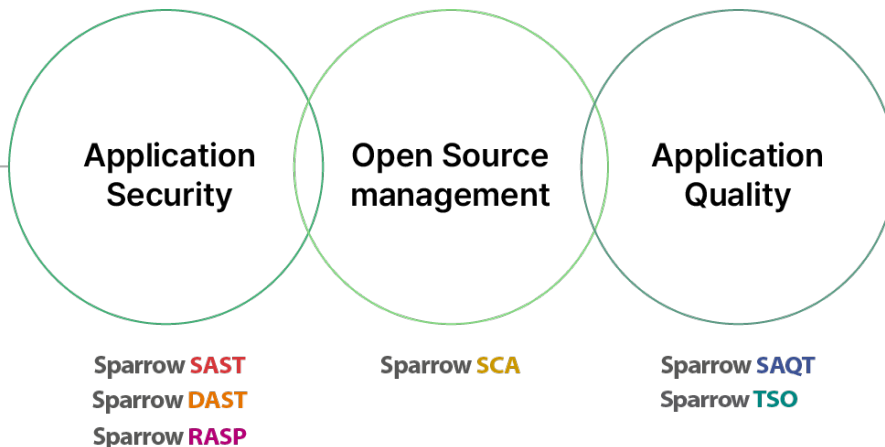 Application
Security
Open Source
management
Application
Quality
Sparrow SAST
Sparrow DAST
Sparrow RASP
Sparrow SCA
Sparrow SAQT
Sparrow TSO